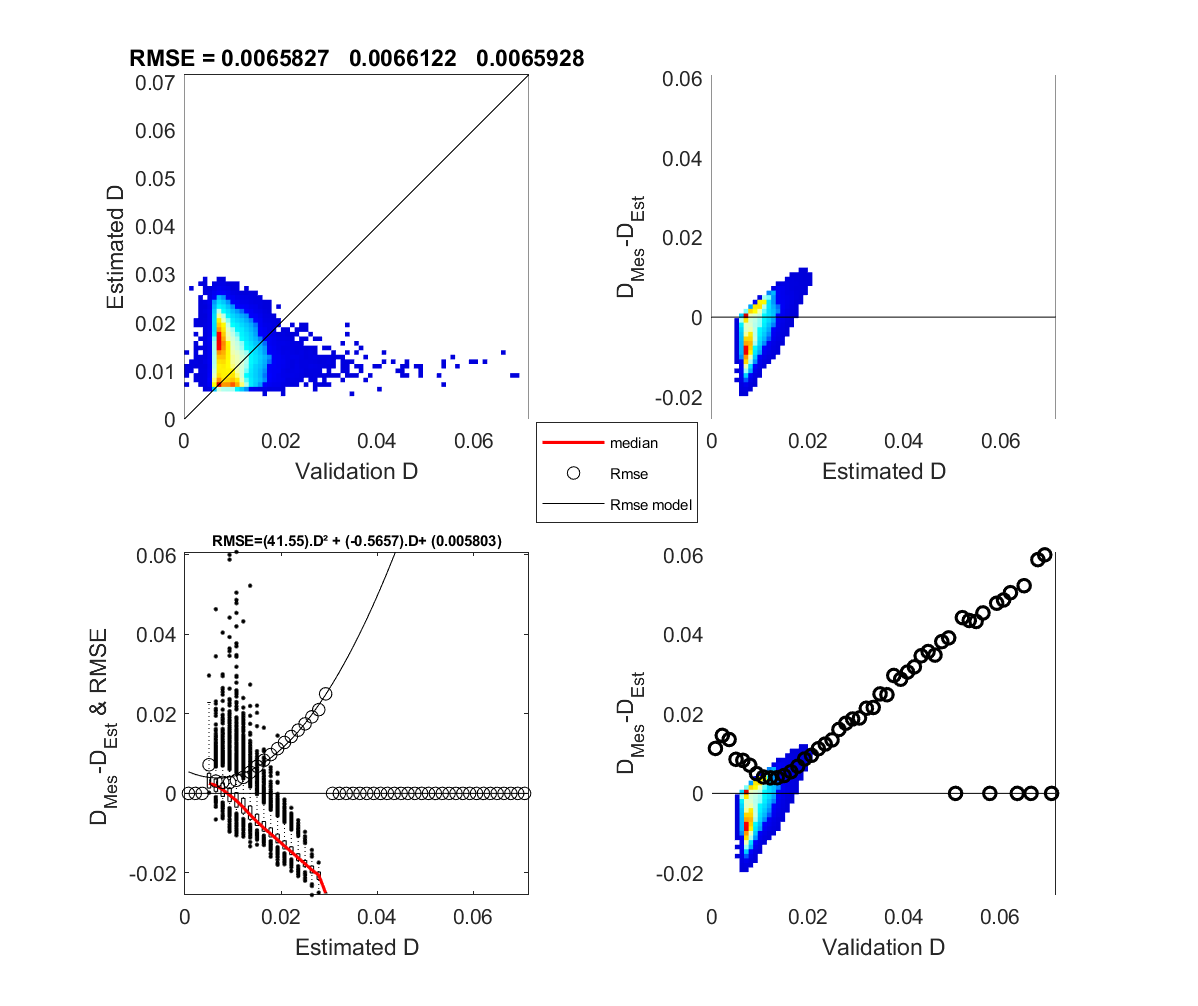 RMSE = 0.0065827 0.0066122 0.0065928
0.07
0.06
0.05
0.04
0.03
0.02
0.01
0
Estimated D
0 0.02 0.04 0.06
Validation D
0.06
0.04
0.02
0
-0.02
D_Mes-D_Est
0 0.02 0.04 0.06
Estimated D
median
Rmse
Rmse model
RMSE=(41.55).D² + (-0.5657).D+ (0.005803)
0.06
0.04
0.02
0
-0.02
D_Mes-D_Est & RMSE
0 0.02 0.04 0.06
Estimated D
0.06
0.04
0.02
0
-0.02
D_Mes-D_Est
0 0.02 0.04 0.06
Validation D